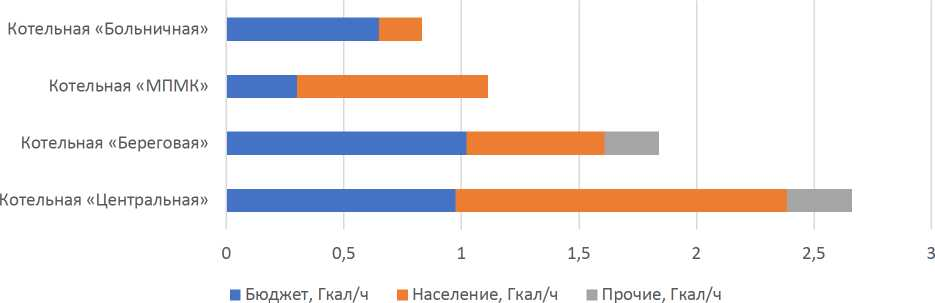 Котельная «Больничная»
Котельная «МПМК»
Котельная «Береговая»
Котельная «Центральная»
0 0,5 1 1,5 2 2,5 3
Бюджет, Гкал/ч Население, Гкал/ч Прочие, Гкал/ч